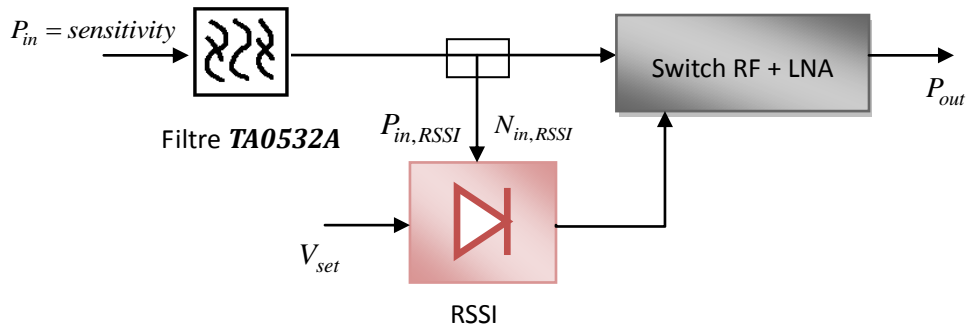 P_in = sensitivity
Filtre TA0532A
P_in,RSSI
N_in,RSSI
Switch RF + LNA
P_out
V_set
RSSI